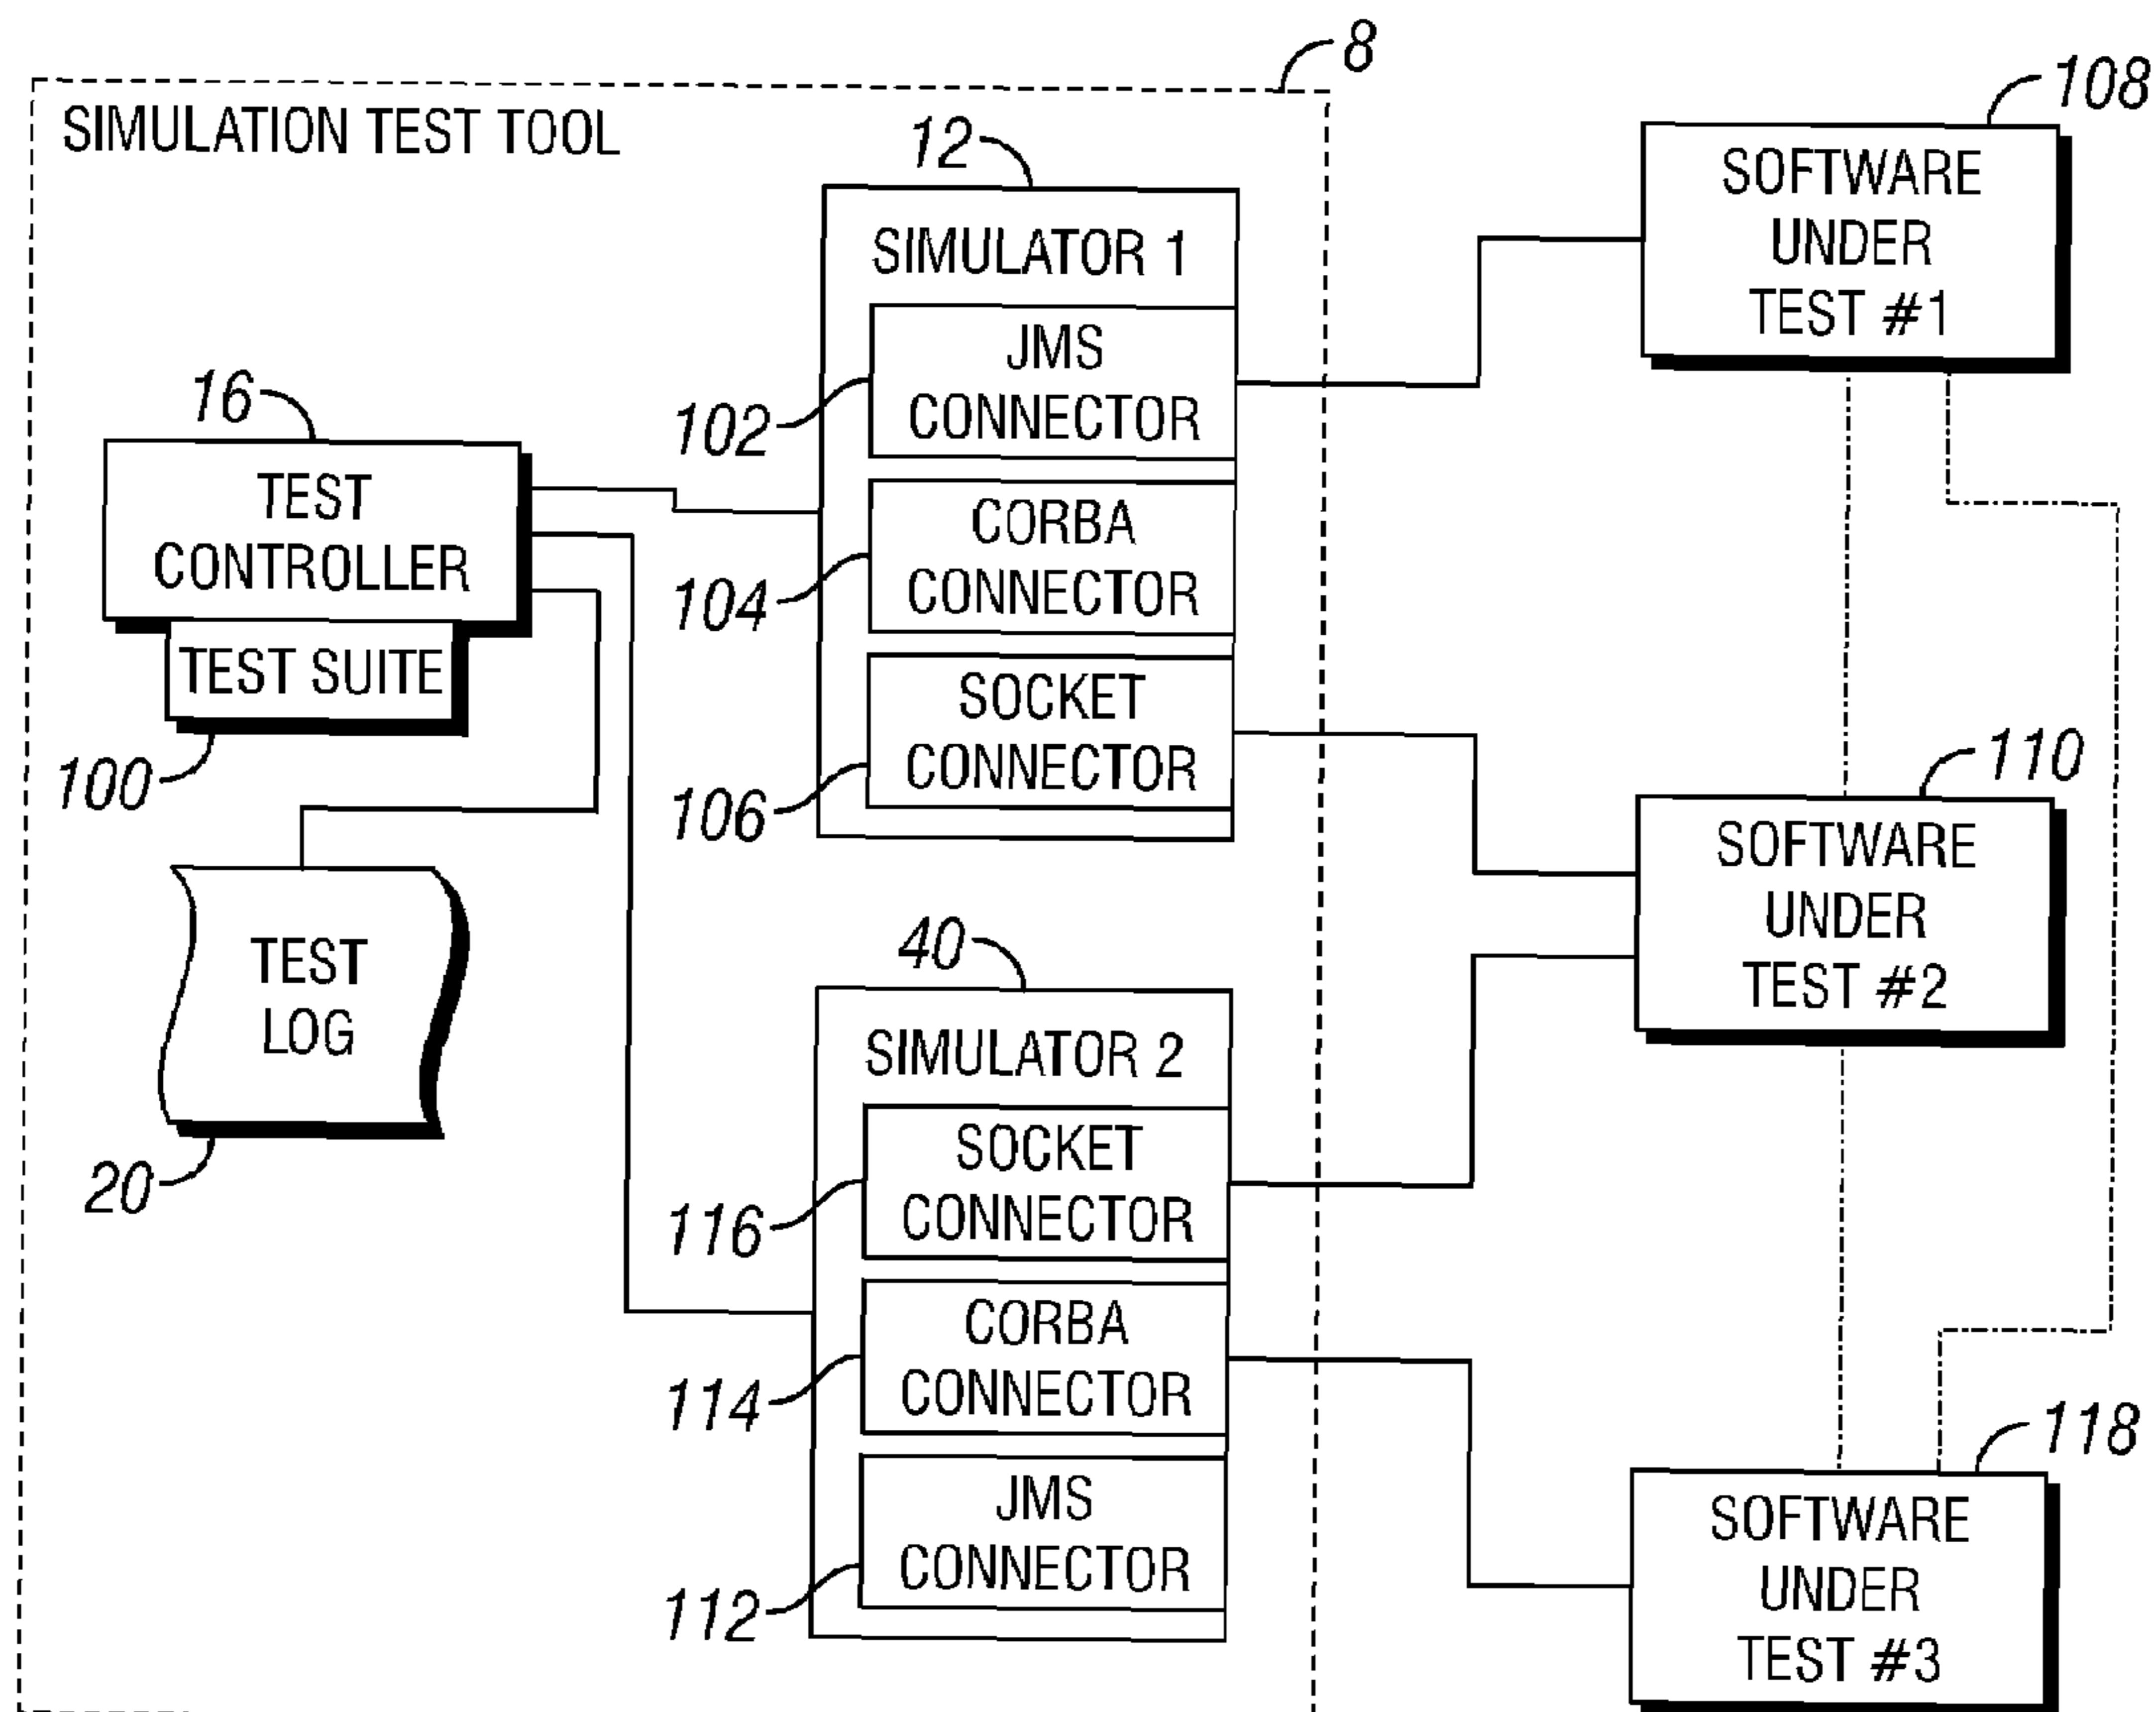 8
108
SIMULATION TEST TOOL
12
SOFTWARE
UNDER
TEST #1
SIMULATOR 1
JMS
CONNECTOR
102
16
TEST
CONTROLLER
CORBA
CONNECTOR
104
TEST SUITE
100
SOCKET
CONNECTOR
106
110
SOFTWARE
UNDER
TEST #2
TEST
LOG
20
40
SIMULATOR 2
SOCKET
CONNECTOR
116
CORBA
CONNECTOR
114
118
JMS
CONNECTOR
112
SOFTWARE
UNDER
TEST #3